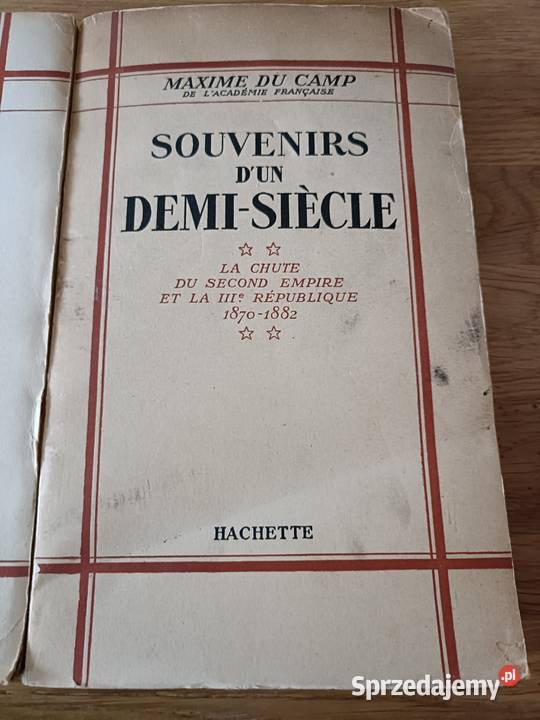 MAXIME DU CAMP
DE L'ACADÉMIE FRANÇAISE
SOUVENIRS
D'UN
DEMI-SIÈCLE
☆ ☆
LA CHUTE
DU SECOND EMPIRE
ET LA IIIe RÉPUBLIQUE
1870-1882
☆ ☆
HACHETTE
Sprzedajemy.pl